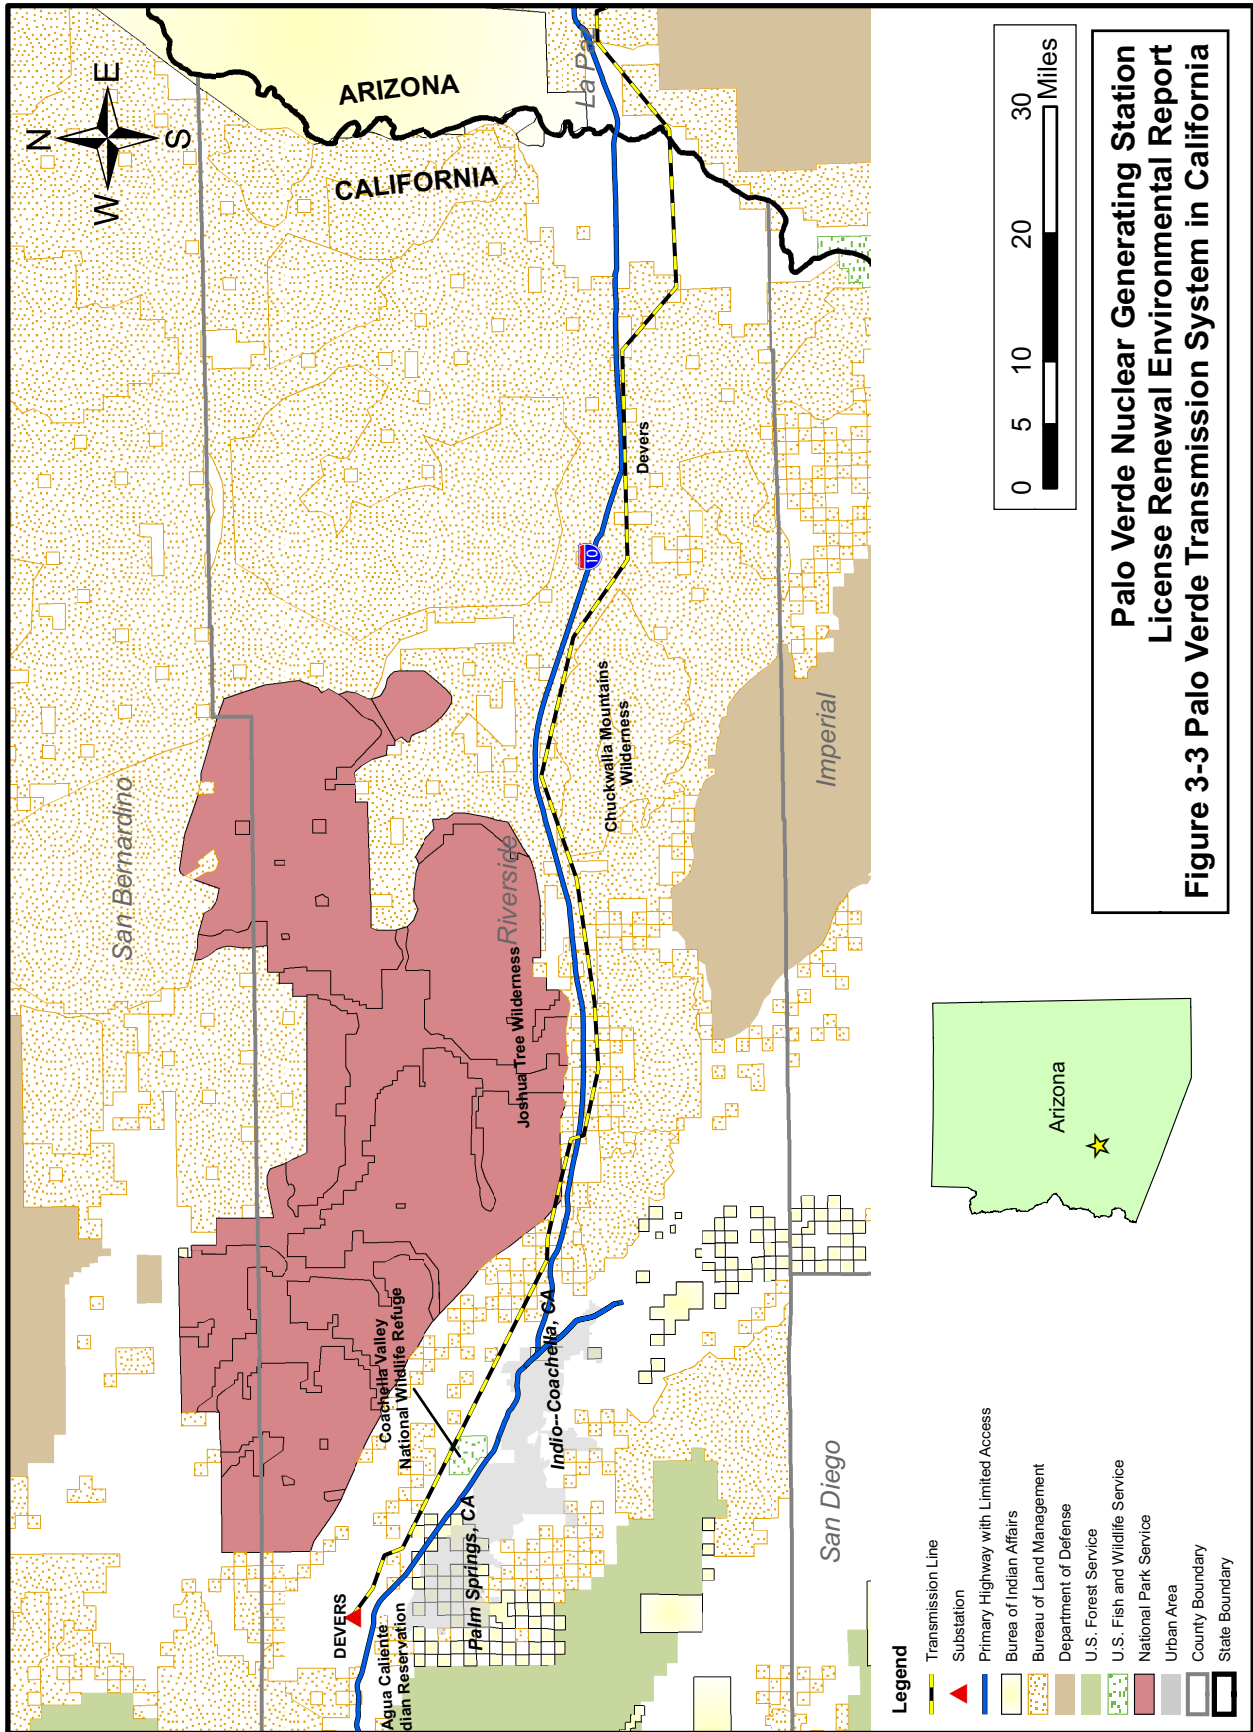 N
W
E
S
ARIZONA
CALIFORNIA
La Paz
San Bernardino
Riverside
Imperial
San Diego
10
Devers
Chuckwalla Mountains
Wilderness
Joshua Tree Wilderness
Coachella Valley
National Wildlife Refuge
Indio--Coachella, CA
Palm Springs, CA
DEVERS
Agua Caliente
dian Reservation
Legend
Transmission Line
Substation
Primary Highway with Limited Access
Bureau of Indian Affairs
Bureau of Land Management
Department of Defense
U.S. Forest Service
U.S. Fish and Wildlife Service
National Park Service
Urban Area
County Boundary
State Boundary
Arizona
0 5 10 20 30
Miles
Palo Verde Nuclear Generating Station
License Renewal Environmental Report
Figure 3-3 Palo Verde Transmission System in California